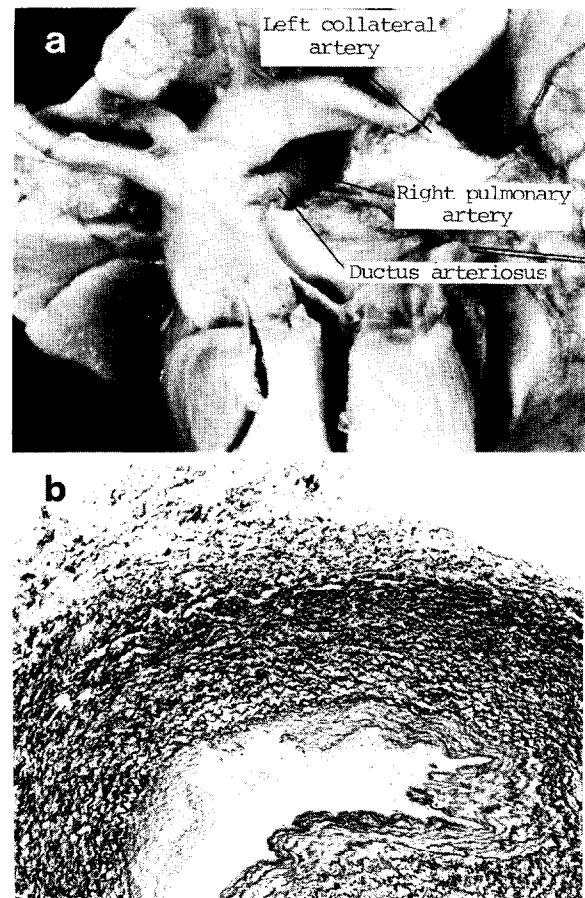 a
Left collateral
artery
Right pulmonary
artery
Ductus arteriosus
b